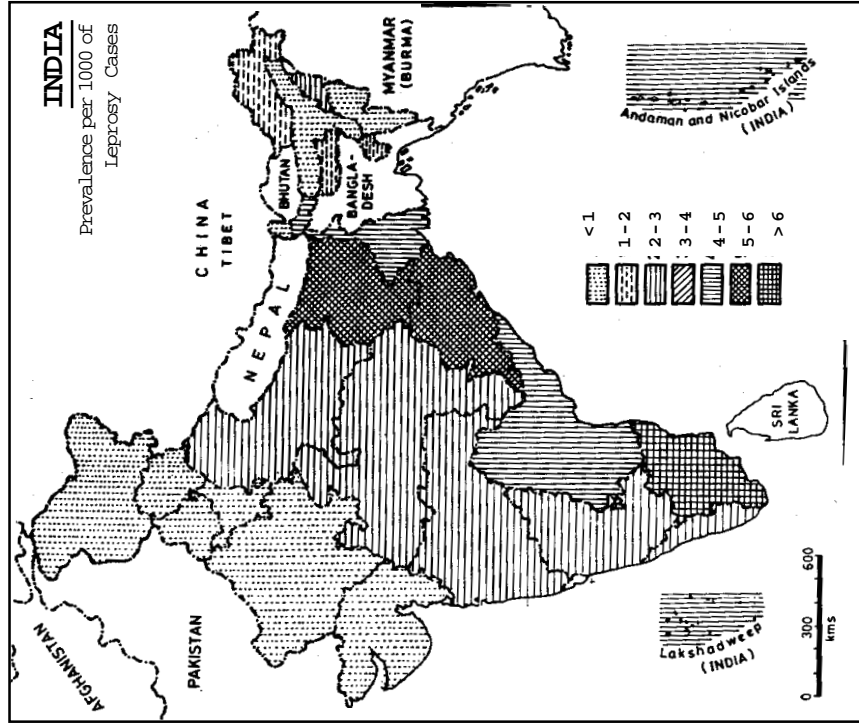 INDIA
Prevalence per 1000 of
Leprosy Cases
CHINA
TIBET
AFGHANISTAN
PAKISTAN
NEPAL
BHUTAN
BANGLA-
DESH
MYANMAR
(BURMA)
Andaman and Nicobar Islands
(INDIA)
<1
1-2
2-3
3-4
4-5
5-6
>6
SRI
LANKA
Lakshadweep
(INDIA)
0 300 600
kms